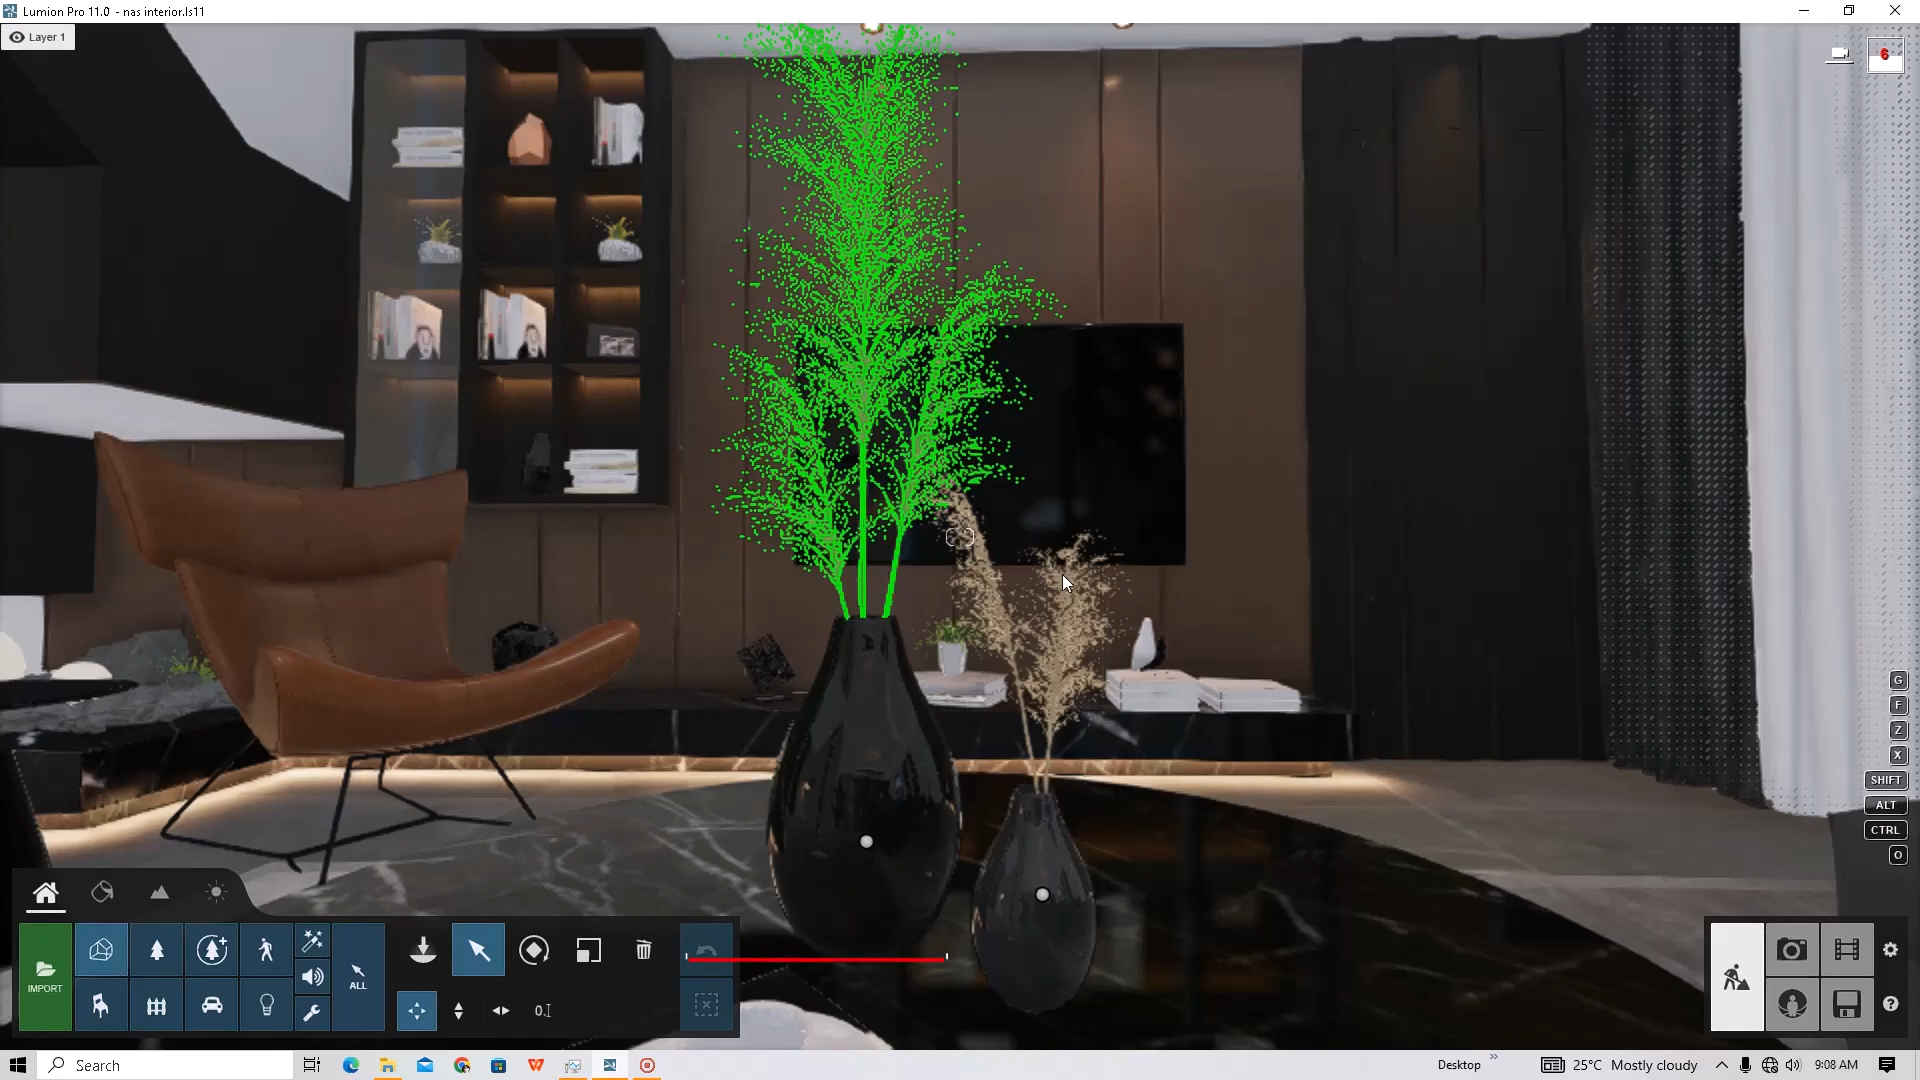 Lumion Pro 11.0 - nas interior.ls11
Layer 1
6
G
F
Z
X
SHIFT
ALT
CTRL
O
IMPORT
ALL
0.
Search
Desktop
25°C Mostly cloudy
9:08 AM